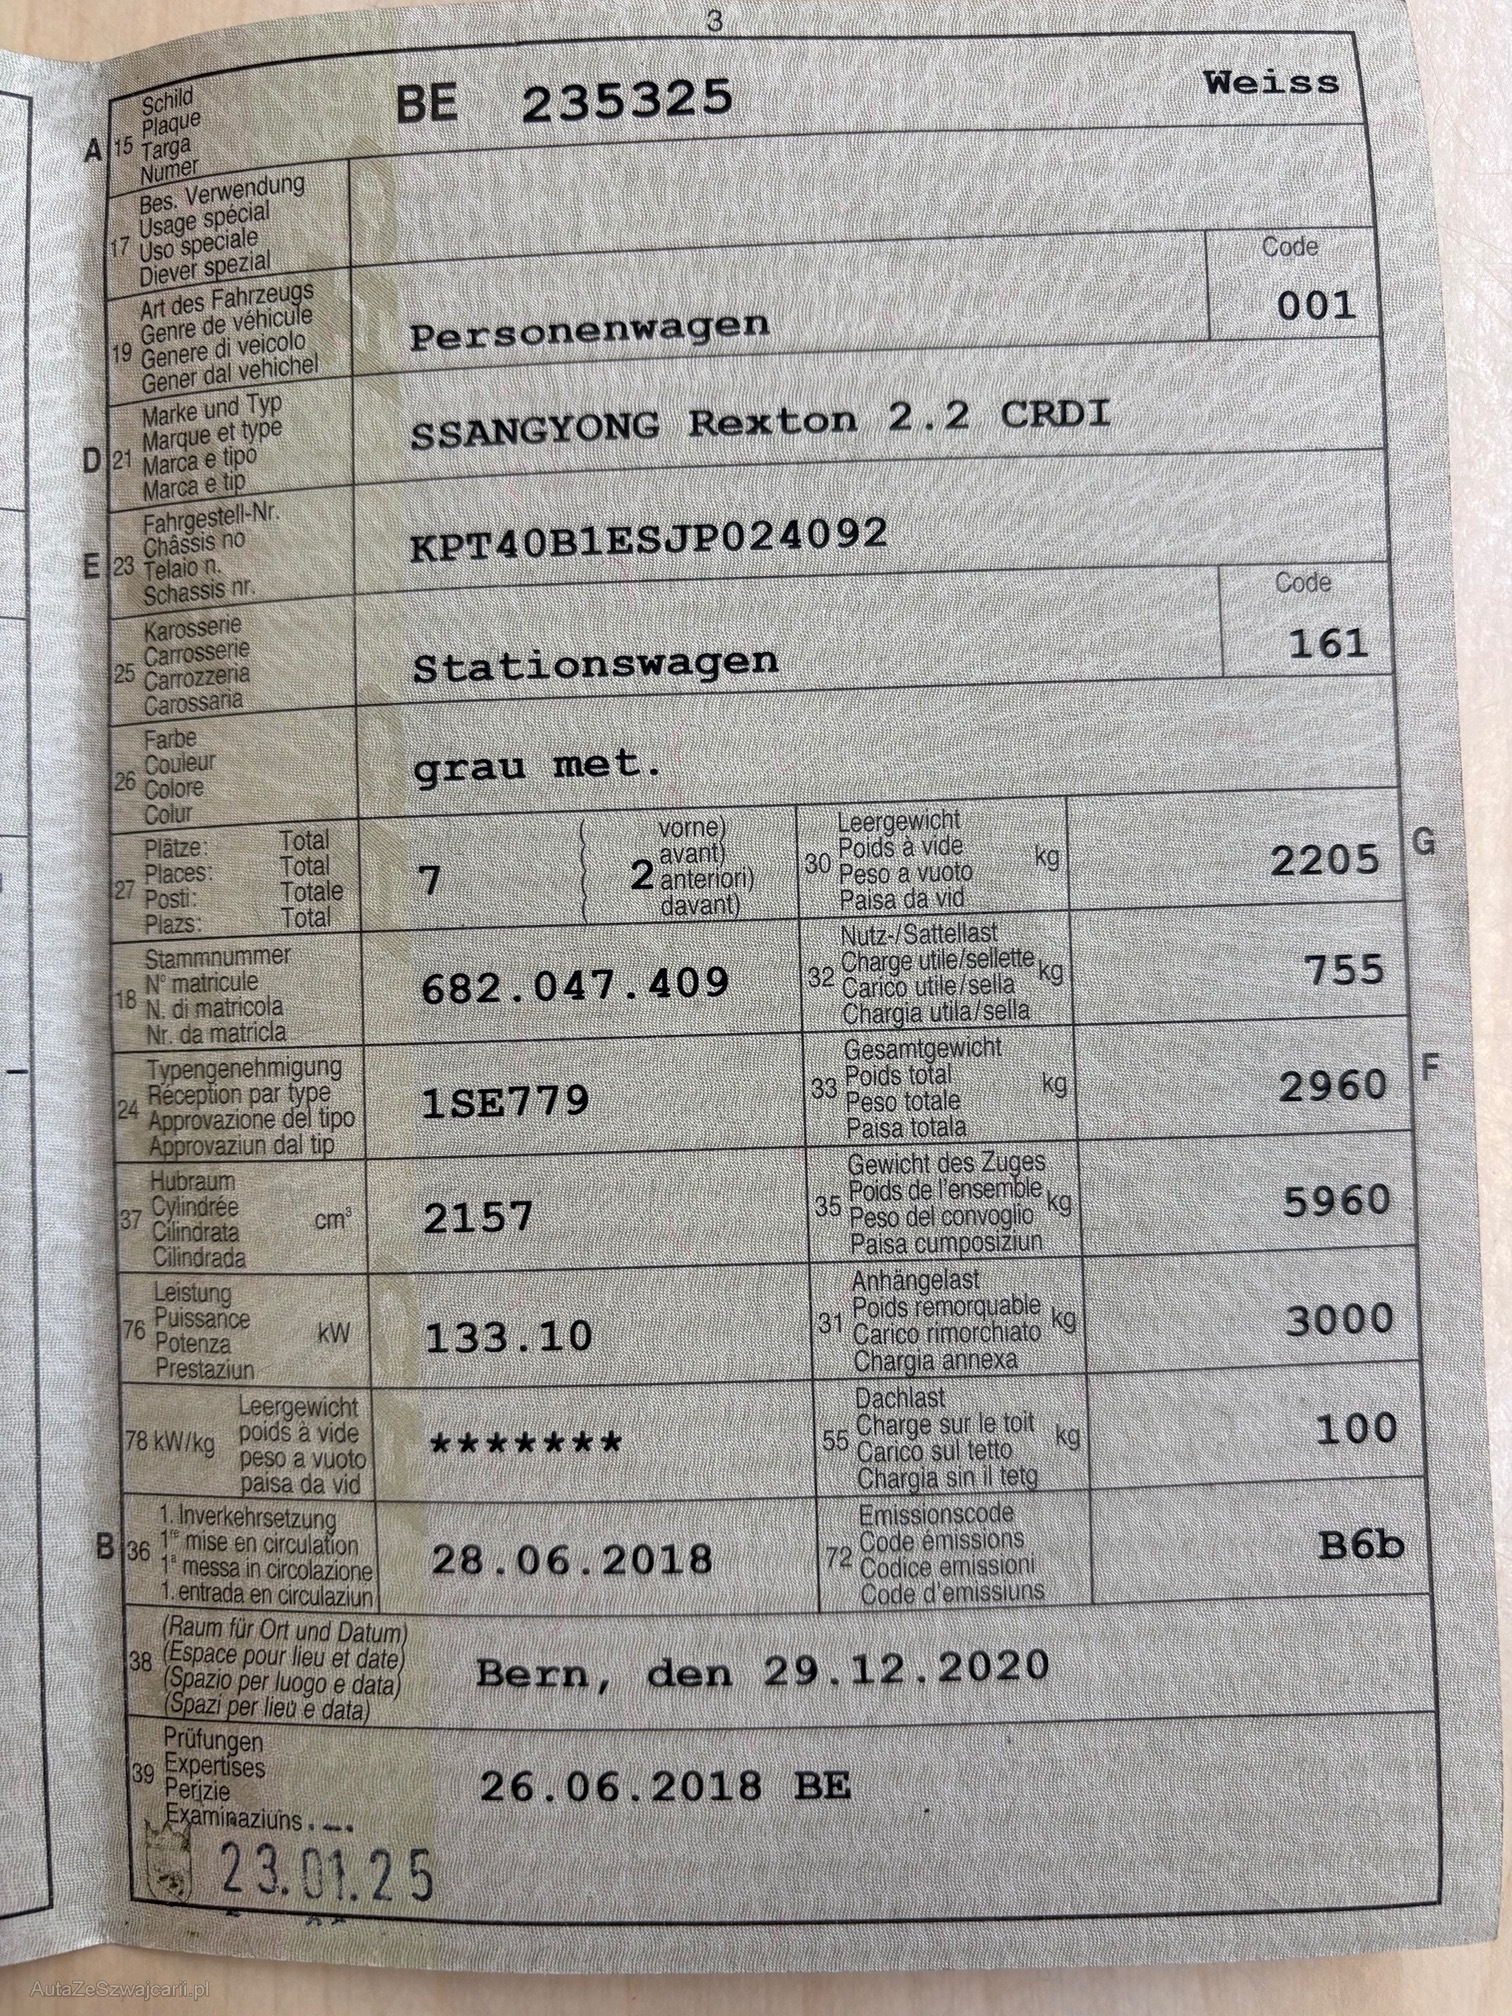 3
A 15 Schild Plaque Targa Numer BE 235325 Weiss
17 Bes. Verwendung Usage spécial Uso speciale Diever spezial
19 Art des Fahrzeugs Genre de véhicule Genere di veicolo Gener dal vehichel Personenwagen Code 001
D 21 Marke und Typ Marque et type Marca e tipo Marca e tip SSANGYONG Rexton 2.2 CRDI
E 23 Fahrgestell-Nr. Châssis no Telaio n. Schassis nr. KPT40B1ESJP024092
25 Karosserie Carrosserie Carrozzeria Carossaria Stationswagen Code 161
26 Farbe Couleur Colore Colur grau met.
27 Plätze: Total Places: Total Posti: Totale Plazs: Total 7 ( 2 vorne) avant) anteriori) davant)
30 Leergewicht Poids à vide Peso a vuoto Paisa da vid kg 2205 G
18 Stammnummer N° matricule N. di matricola Nr. da matricla 682.047.409
32 Nutz-/Sattellast Charge utile/sellette Carico utile/sella Chargia utila/sella kg 755
24 Typengenehmigung Réception par type Approvazione del tipo Approvaziun dal tip 1SE779
33 Gesamtgewicht Poids total Peso totale Paisa totala kg 2960 F
37 Hubraum Cylindrée Cilindrata Cilindrada cm³ 2157
35 Gewicht des Zuges Poids de l'ensemble Peso del convoglio Paisa cumposiziun kg 5960
76 Leistung Puissance Potenza Prestaziun kW 133.10
31 Anhängelast Poids remorquable Carico rimorchiato Chargia annexa kg 3000
78 kW/kg Leergewicht poids à vide peso a vuoto paisa da vid *******
55 Dachlast Charge sur le toit Carico sul tetto Chargia sin il tetg kg 100
B 36 1. Inverkehrsetzung 1re mise en circulation 1a messa in circolazione 1. entrada en circulaziun 28.06.2018
72 Emissionscode Code émissions Codice emissioni Code d'emissiuns B6b
38 (Raum für Ort und Datum) (Espace pour lieu et date) (Spazio per luogo e data) (Spazi per lieu e data) Bern, den 29.12.2020
39 Prüfungen Expertises Perizie Examinaziuns 26.06.2018 BE
23.01.25
AutaZeSzwajcarii.pl